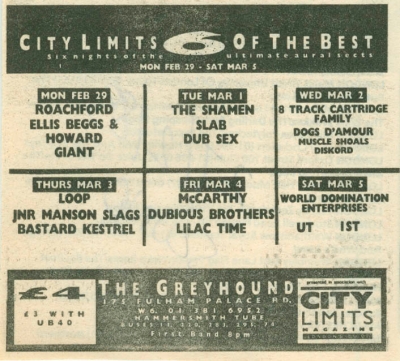 CITY LIMITS 6 OF THE BEST
Six nights of the ultimate aural sects
MON FEB 29 - SAT MAR 5
MON FEB 29
ROACHFORD
ELLIS BEGGS &
HOWARD
GIANT
TUE MAR 1
THE SHAMEN
SLAB
DUB SEX
WED MAR 2
8 TRACK CARTRIDGE
FAMILY
DOGS D'AMOUR
MUSCLE SHOALS
DISKORD
THURS MAR 3
LOOP
JNR MANSON SLAGS
BASTARD KESTREL
FRI MAR 4
McCARTHY
DUBIOUS BROTHERS
LILAC TIME
SAT MAR 5
WORLD DOMINATION
ENTERPRISES
UT 1ST
£4
£3 WITH
UB40
THE GREYHOUND
175 FULHAM PALACE RD.
W6. 01 381 6952
HAMMERSMITH TUBE
First Band 8pm
CITY
LIMITS
MAGAZINE